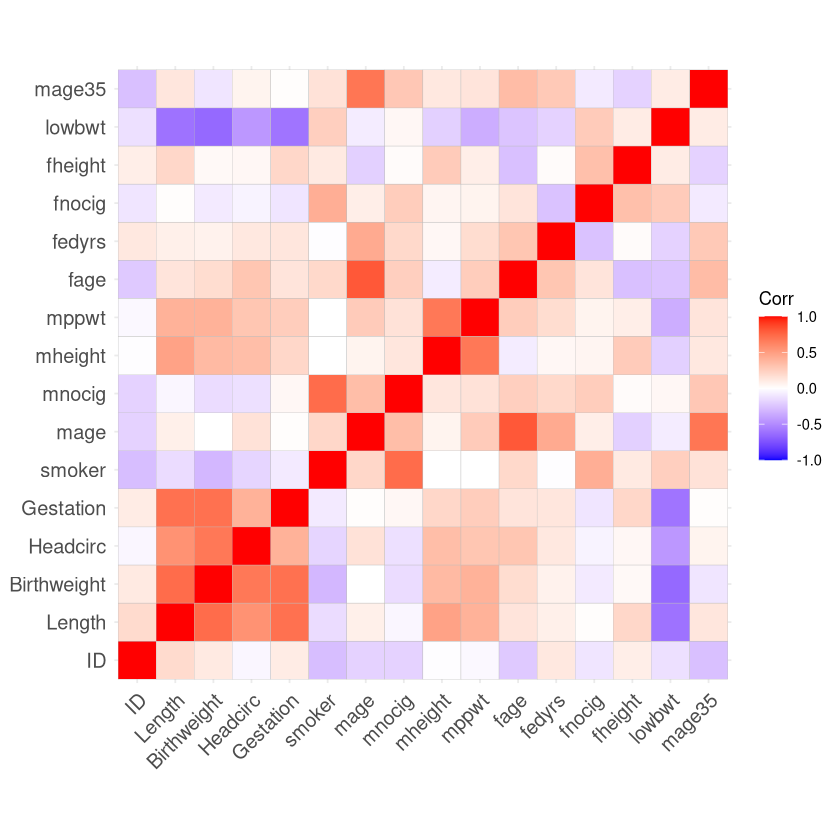 mage35
lowbwt
fheight
fnocig
fedyrs
fage
mppwt
mheight
mnocig
mage
smoker
Gestation
Headcirc
Birthweight
Length
ID
ID
Length
Birthweight
Headcirc
Gestation
smoker
mage
mnocig
mheight
mppwt
fage
fedyrs
fnocig
fheight
lowbwt
mage35
Corr
1.0
0.5
0.0
-0.5
-1.0